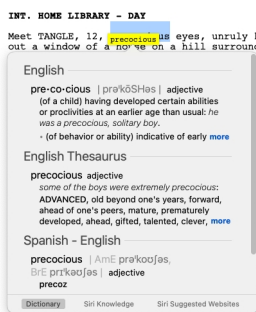 INT. HOME LIBRARY – DAY
Meet TANGLE, 12, precocious eyes, unruly
out a window of a house on a hill surroun
English
pre·co·cious | prəˈkōSHəs | adjective
(of a child) having developed certain abilities
or proclivities at an earlier age than usual: he
was a precocious, solitary boy.
• (of behavior or ability) indicative of early more
English Thesaurus
precocious adjective
some of the boys were extremely precocious:
ADVANCED, old beyond one's years, forward,
ahead of one's peers, mature, prematurely
developed, ahead, gifted, talented, clever, more
Spanish - English
precocious | AmE prəˈkoʊʃəs,
BrE prɪˈkəʊʃəs | adjective
precoz
Dictionary Siri Knowledge Siri Suggested Websites